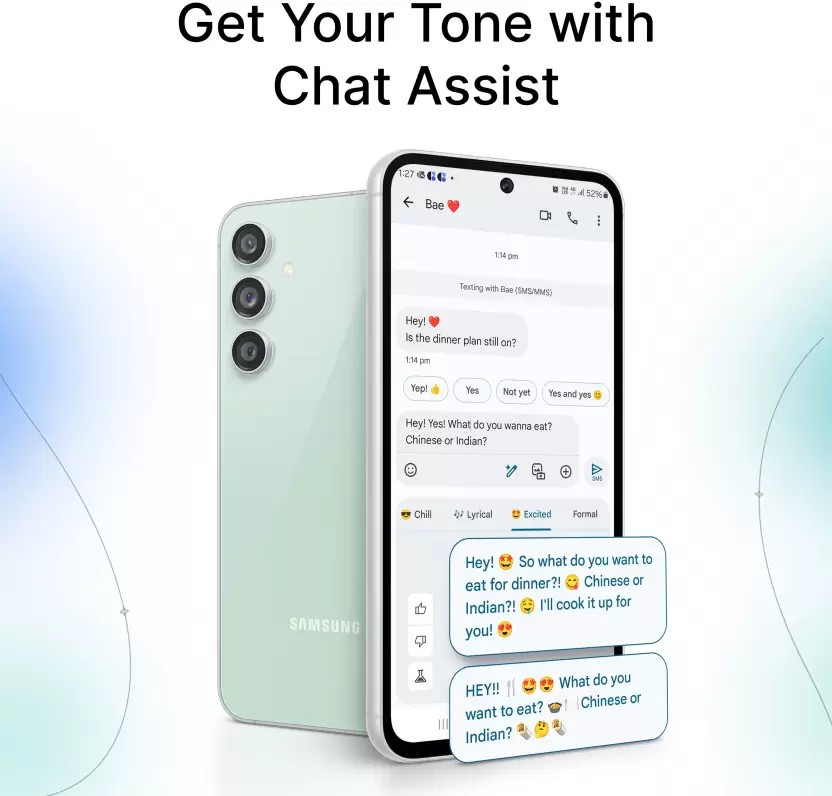 Get Your Tone with
Chat Assist
1:27
52%
Bae ❤️
1:14 pm
Texting with Bae (SMS/MMS)
Hey! ❤️
Is the dinner plan still on?
1:14 pm
Yep! 👍 Yes Not yet Yes and yes 😊
Hey! Yes! What do you wanna eat?
Chinese or Indian?
SMS
😎 Chill 🎶 Lyrical 🤩 Excited Formal
Hey! 🤩 So what do you want to
eat for dinner?! 😋 Chinese or
Indian?! 🤤 I'll cook it up for
you! 😍
HEY!! 🍴 🤩😍 What do you
want to eat? 🍲🍽️ Chinese or
Indian? 🌯🤔🌯
SAMSUNG